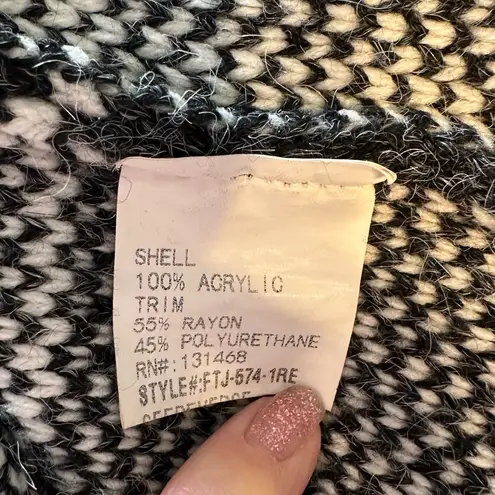 SHELL
100% ACRYLIC
TRIM
55% RAYON
45% POLYURETHANE
RN#:131468
STYLE#:FTJ-574-1RE